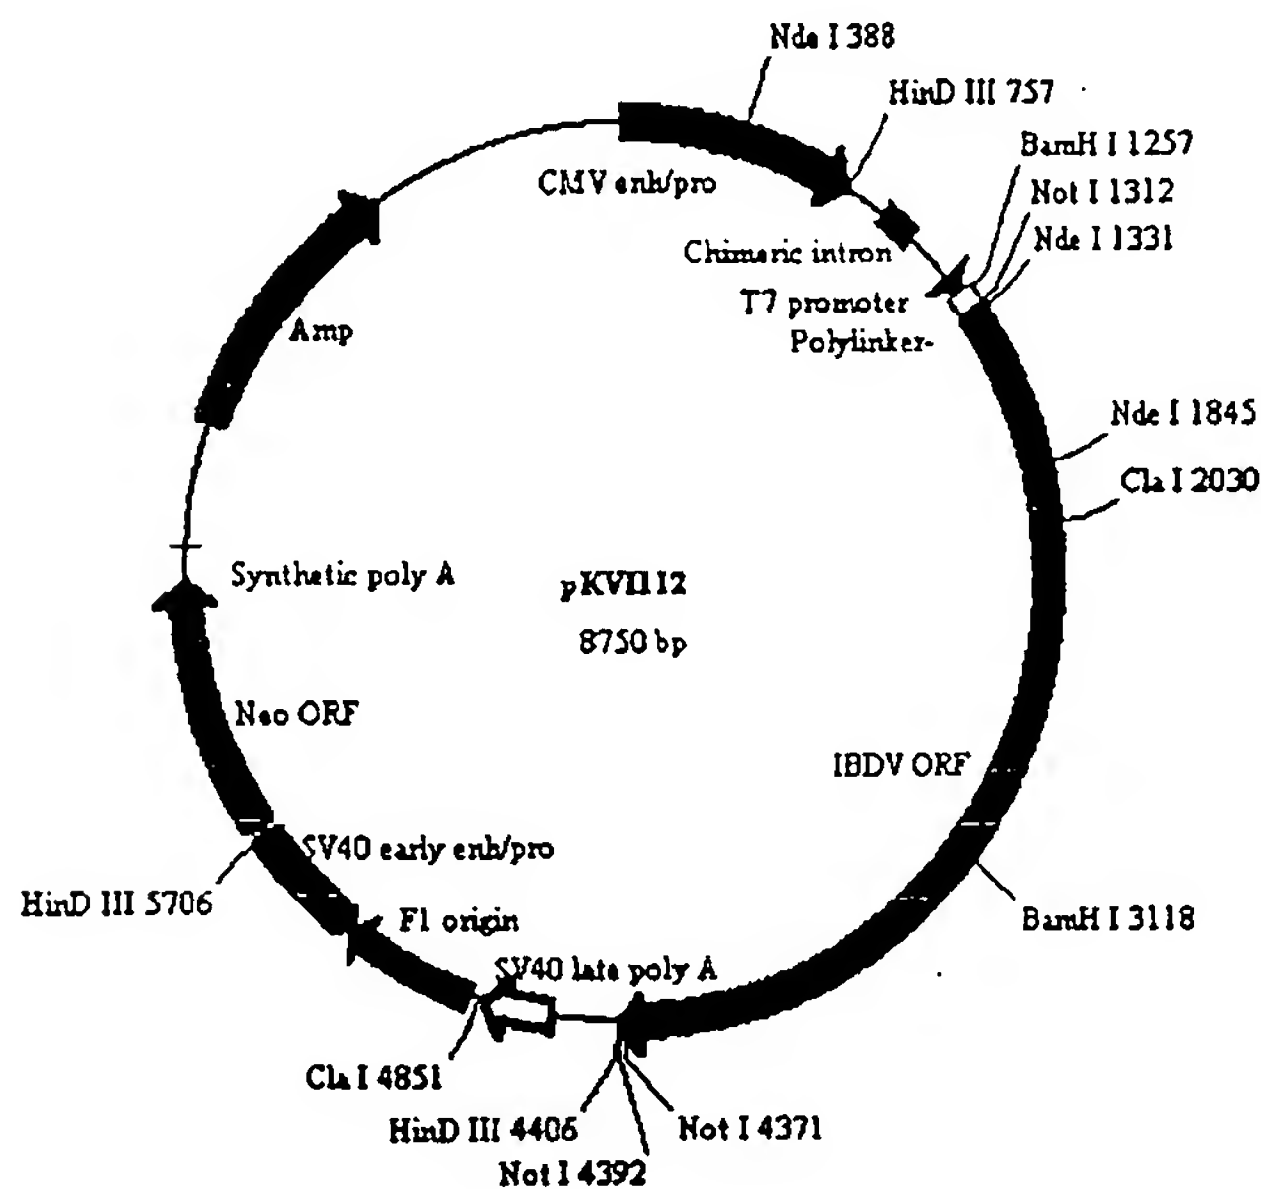 Nde I 388
HinD III 757
BamH I 1257
Not I 1312
Nde I 1331
CMV enh/pro
Chimeric intron
T7 promoter
Polylinker-
Amp
Nde I 1845
Cla I 2030
Synthetic poly A
8750 bp
Neo ORF
IBDV ORF
SV40 early enh/pro
HinD III 5706
F1 origin
BamH I 3118
SV40 late poly A
Cla I 4851
HinD III 4406
Not I 4371
Not I 4392